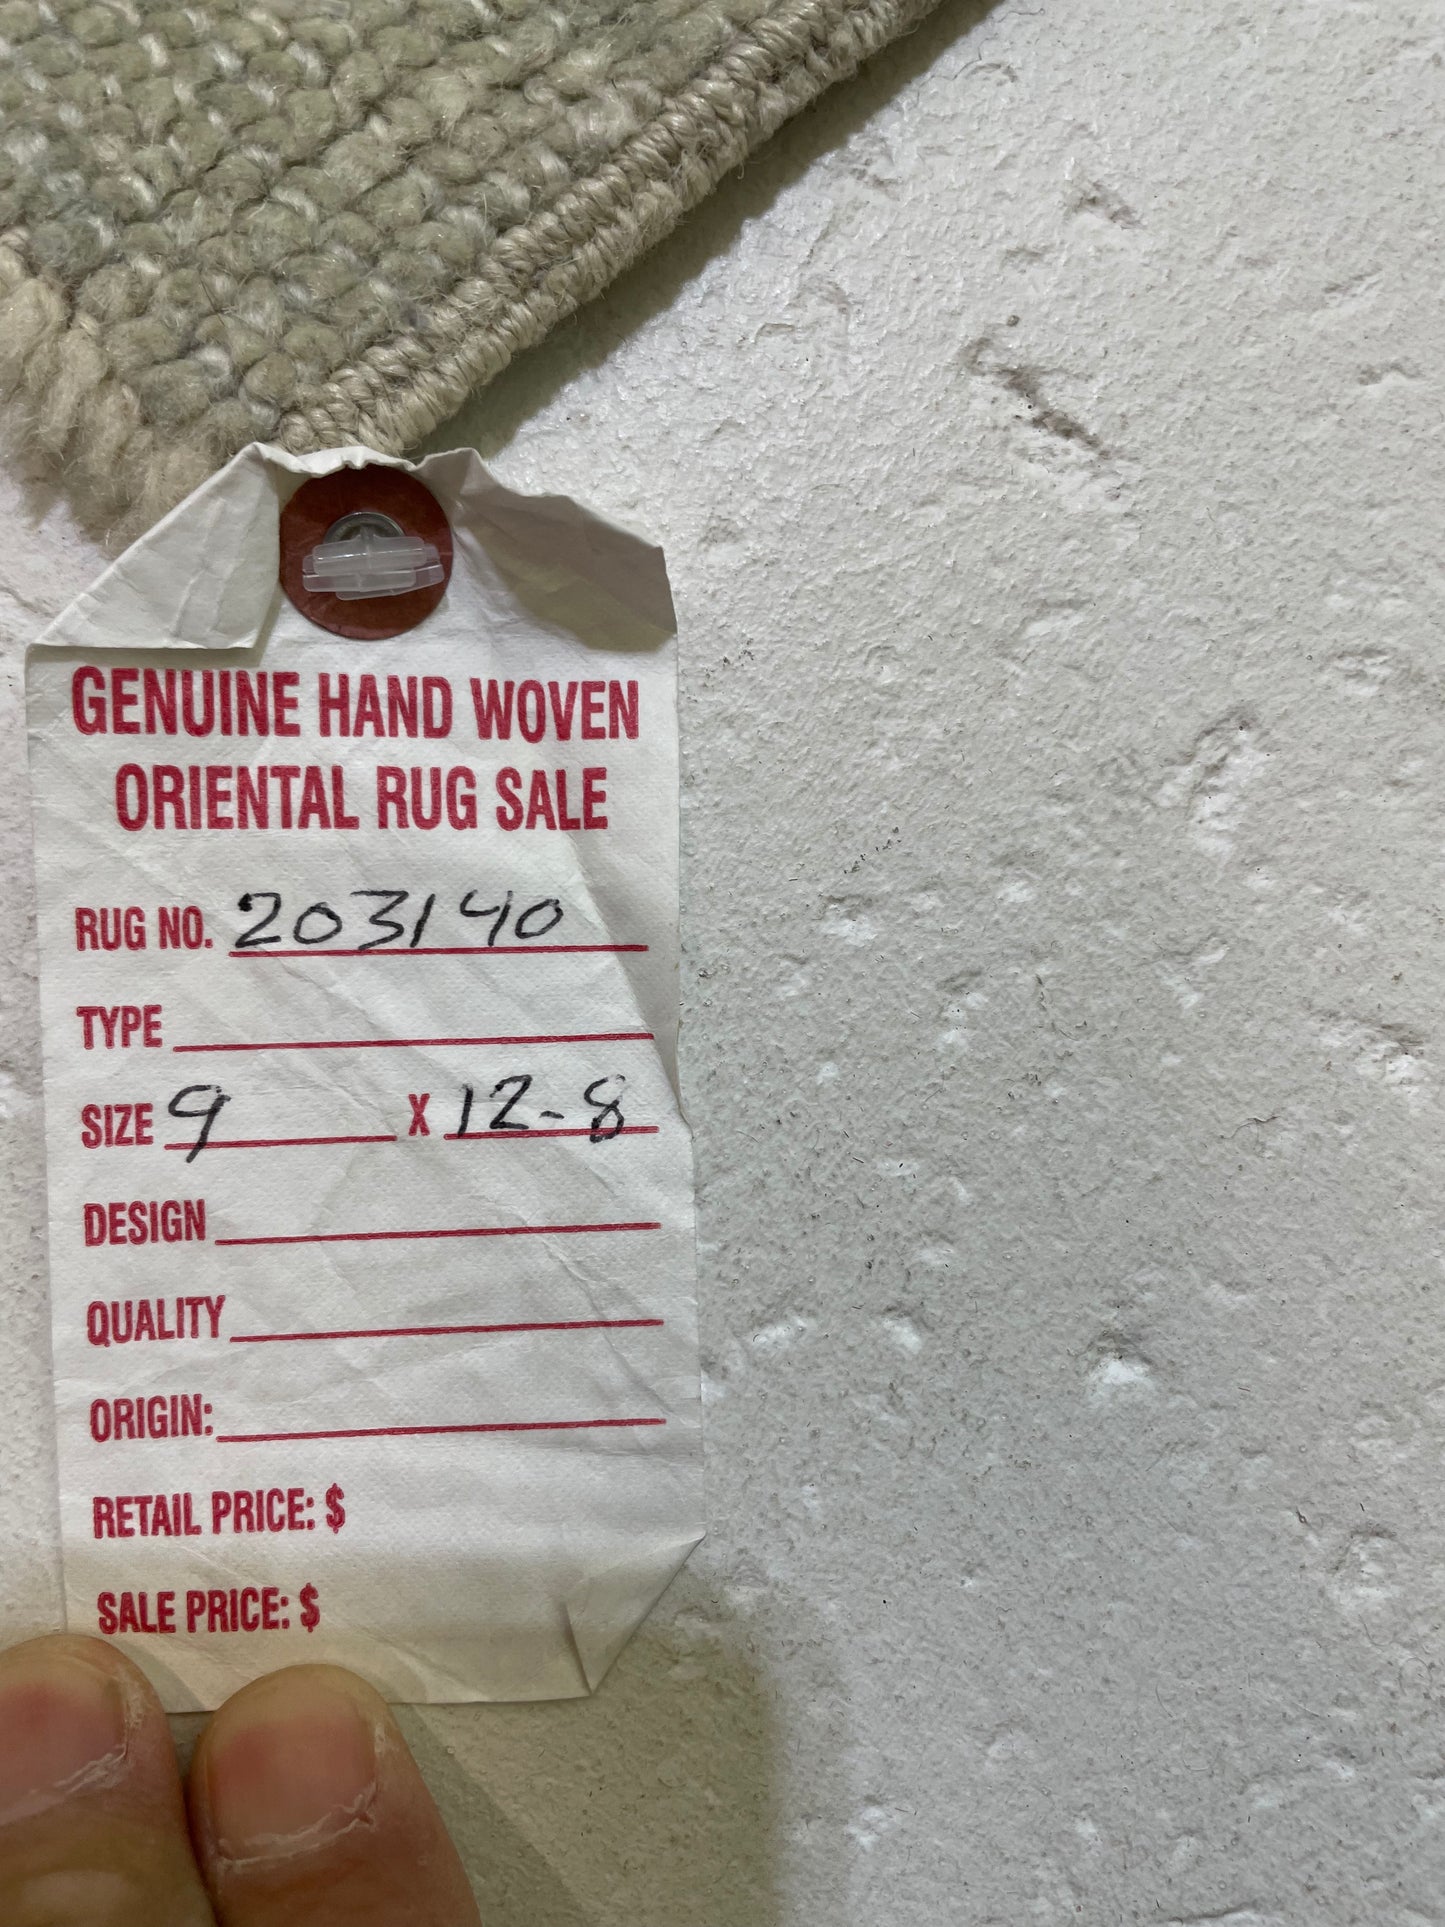 GENUINE HAND WOVEN
ORIENTAL RUG SALE
RUG NO. 203140
TYPE
SIZE 9 X 12-8
DESIGN
QUALITY
ORIGIN:
RETAIL PRICE: $
SALE PRICE: $